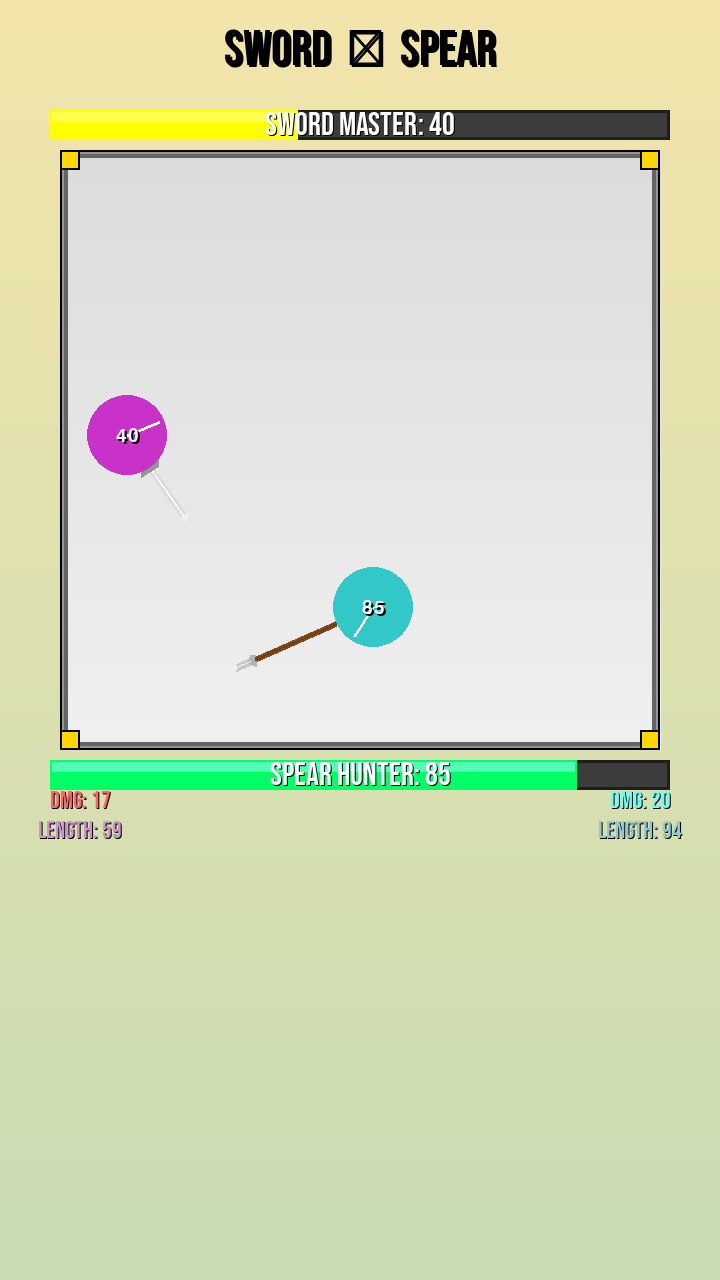 SWORD SPEAR
SWORD MASTER: 40
40
85
SPEAR HUNTER: 85
DMG: 17
DMG: 20
LENGTH: 59
LENGTH: 94